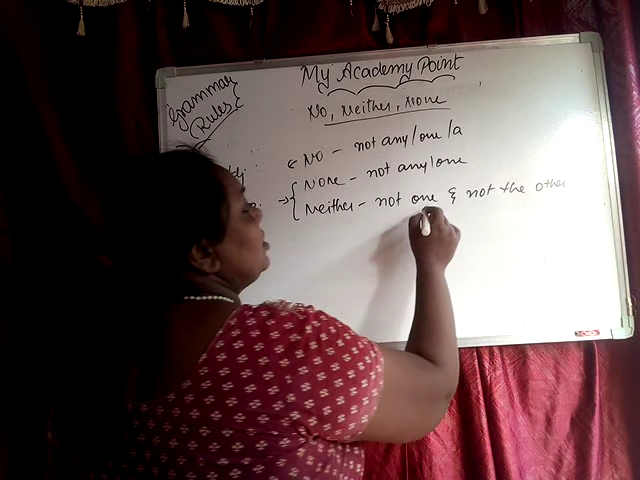 My Academy Point
Grammar
Rules
No, Neither, None
No - not any/one/a
None - not any/one
Neither - not one & not the other